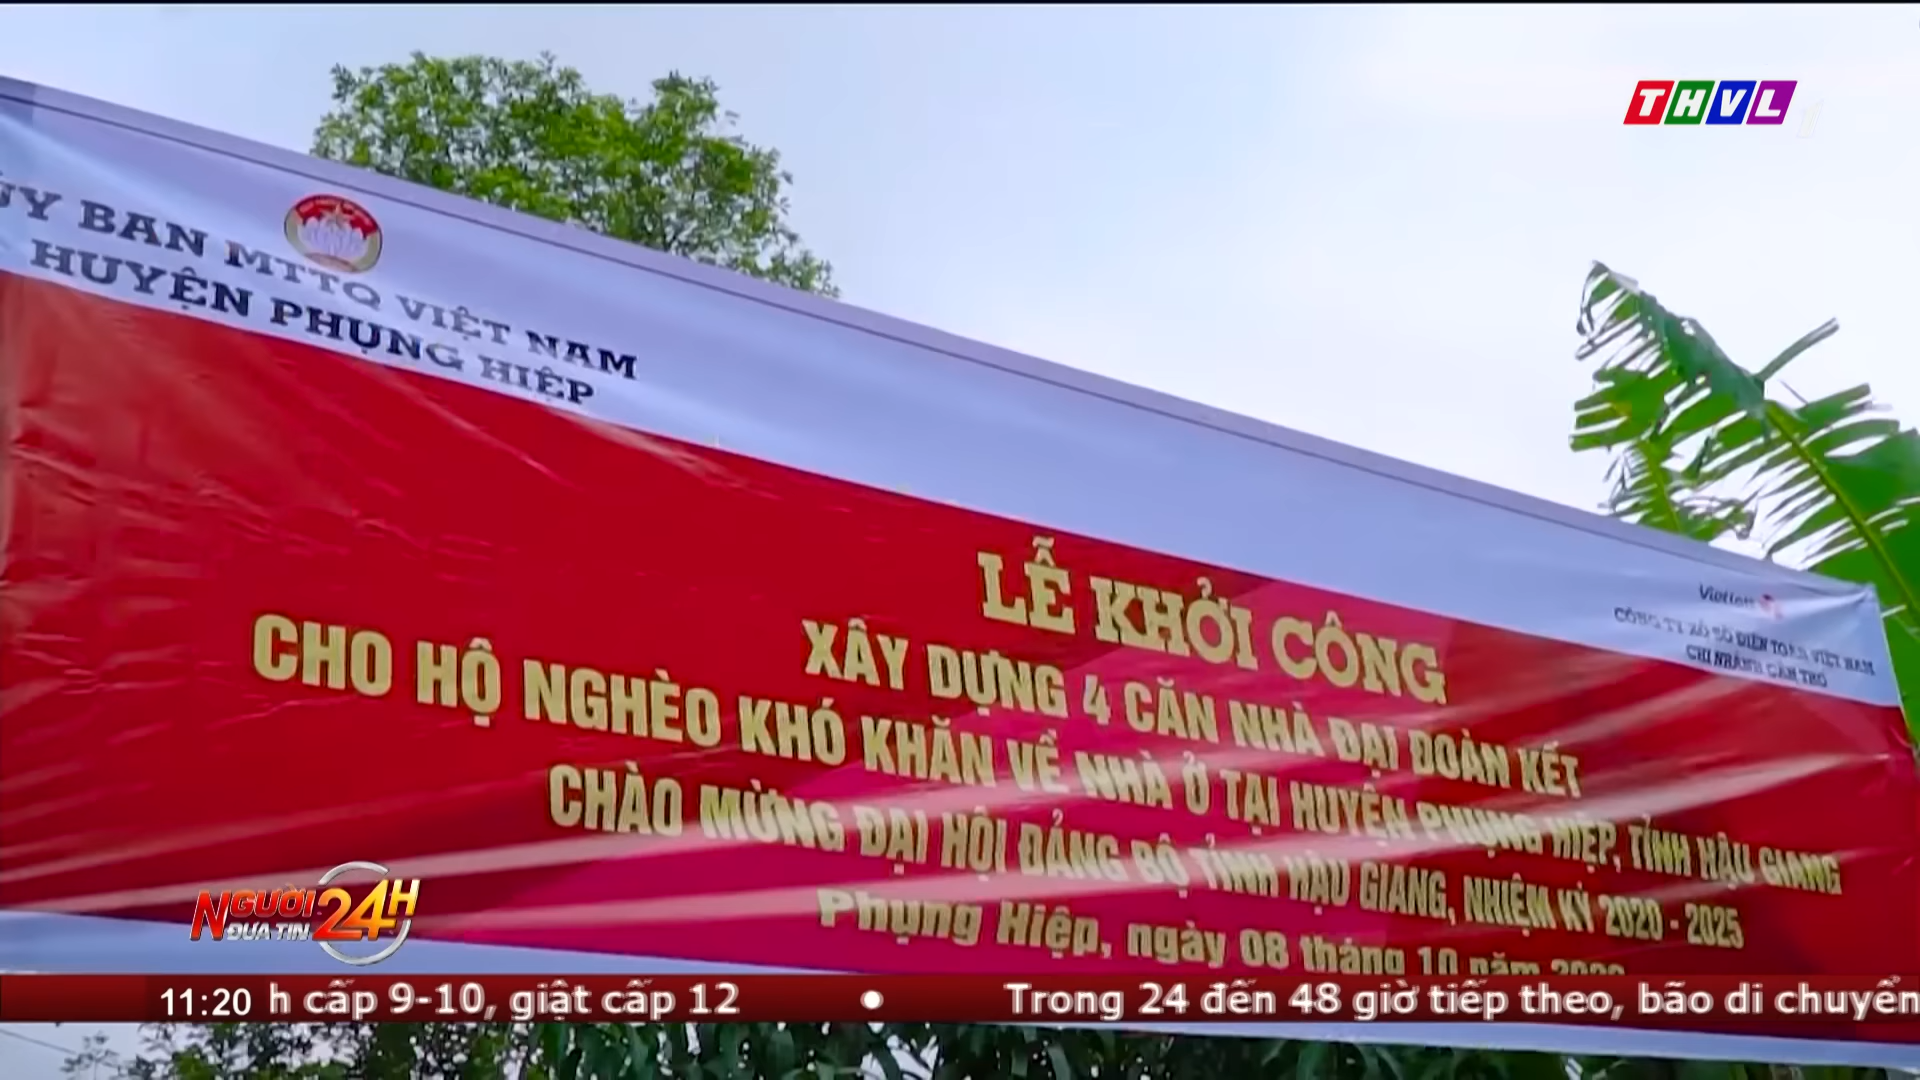 THVL
ỦY BAN MTTQ VIỆT NAM
HUYỆN PHỤNG HIỆP
CÔNG TY XỔ SỐ ĐIỆN TOÁN VIỆT NAM
CHI NHÁNH CẦN THƠ
LỄ KHỞI CÔNG
XÂY DỰNG 4 CĂN NHÀ ĐẠI ĐOÀN KẾT
CHO HỘ NGHÈO KHÓ KHĂN VỀ NHÀ Ở TẠI HUYỆN PHỤNG HIỆP, TỈNH HẬU GIANG
CHÀO MỪNG ĐẠI HỘI ĐẢNG BỘ TỈNH HẬU GIANG, NHIỆM KỲ 2020 - 2025
Phụng Hiệp, ngày 08 tháng 10 năm
NGƯỜI ĐƯA TIN 24H
11:20 h cấp 9-10, giật cấp 12 • Trong 24 đến 48 giờ tiếp theo, bão di chuyển